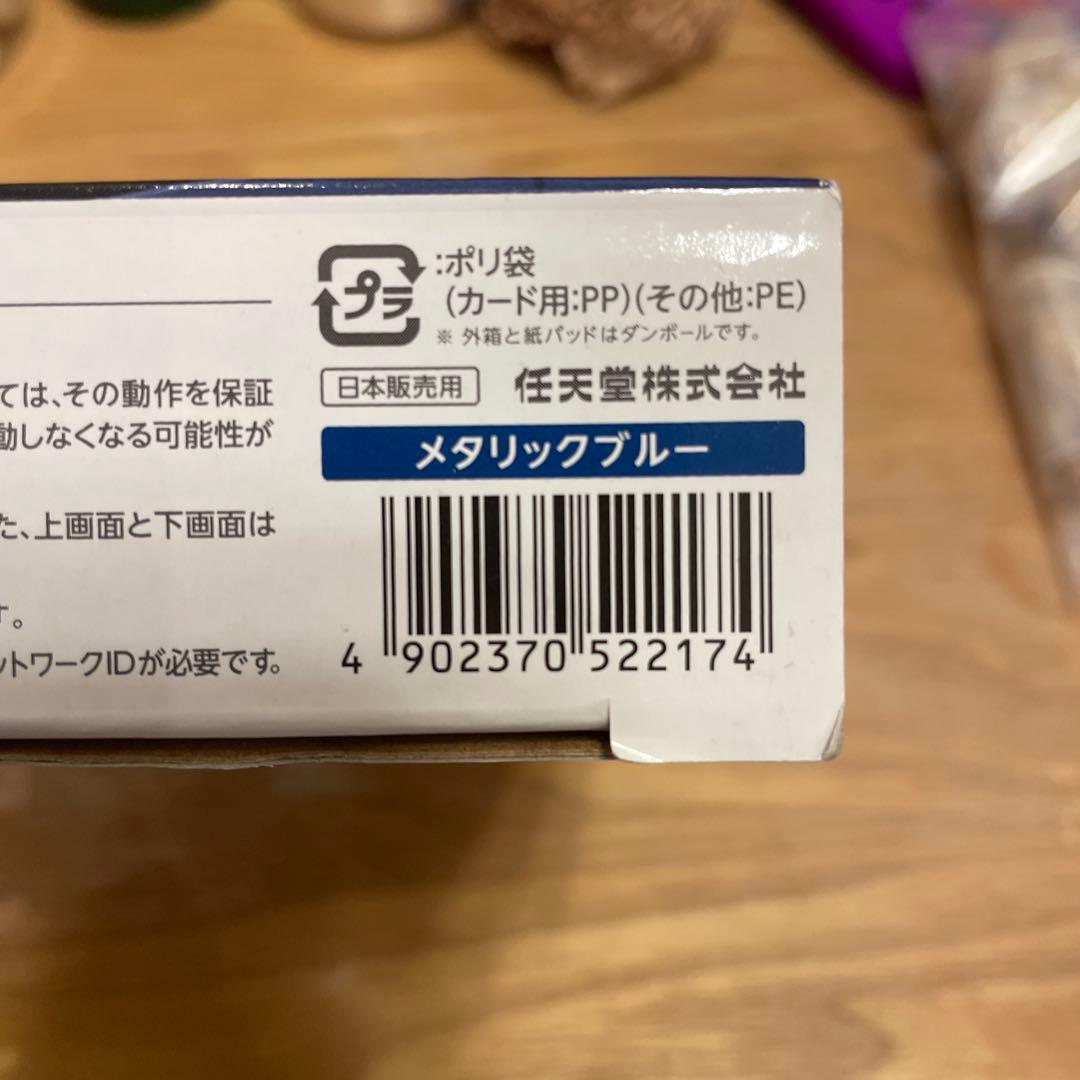 プラ
:ポリ袋
(カード用:PP)(その他:PE)
※ 外箱と紙パッドはダンボールです。
日本販売用 任天堂株式会社
メタリックブルー
4 902370 522174
ては、その動作を保証
動しなくなる可能性が
た、上画面と下画面は
す。
ットワークIDが必要です。